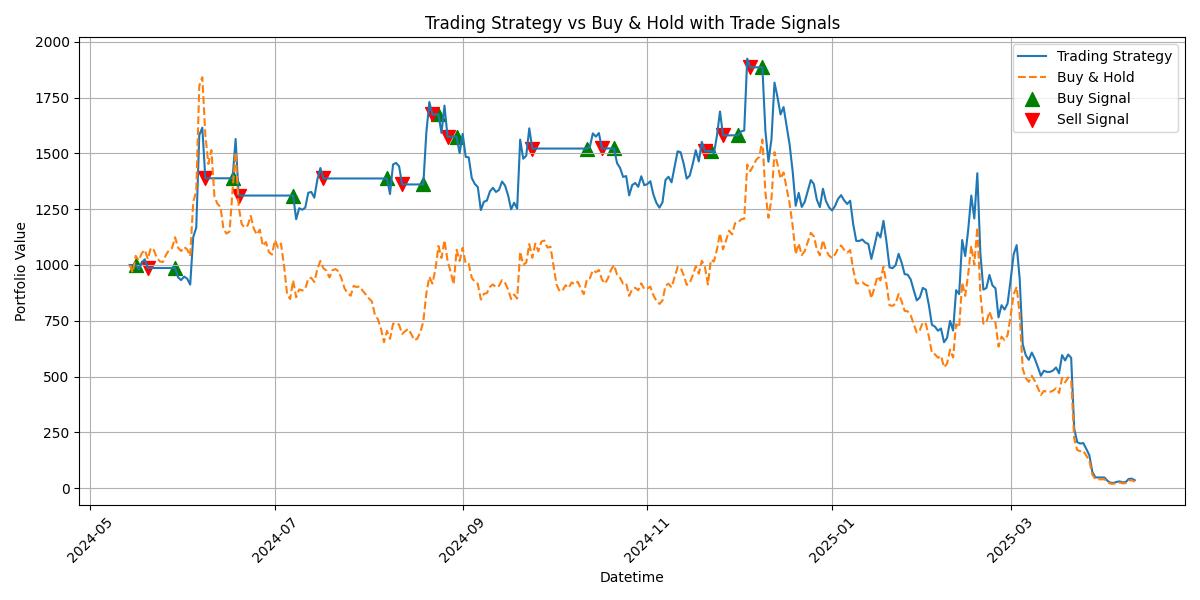 Trading Strategy vs Buy & Hold with Trade Signals
Portfolio Value
2000
1750
1500
1250
1000
750
500
250
0
Trading Strategy
Buy & Hold
Buy Signal
Sell Signal
2024-05
2024-07
2024-09
2024-11
2025-01
2025-03
Datetime